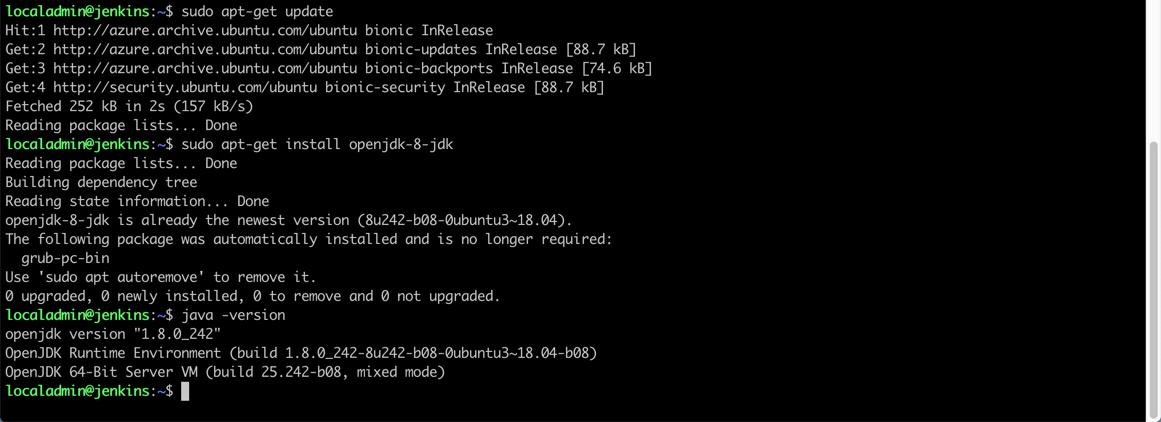 localadmin@jenkins:~$ sudo apt-get update
Hit:1 http://azure.archive.ubuntu.com/ubuntu bionic InRelease
Get:2 http://azure.archive.ubuntu.com/ubuntu bionic-updates InRelease [88.7 kB]
Get:3 http://azure.archive.ubuntu.com/ubuntu bionic-backports InRelease [74.6 kB]
Get:4 http://security.ubuntu.com/ubuntu bionic-security InRelease [88.7 kB]
Fetched 252 kB in 2s (157 kB/s)
Reading package lists... Done
localadmin@jenkins:~$ sudo apt-get install openjdk-8-jdk
Reading package lists... Done
Building dependency tree
Reading state information... Done
openjdk-8-jdk is already the newest version (8u242-b08-0ubuntu3~18.04).
The following package was automatically installed and is no longer required:
  grub-pc-bin
Use 'sudo apt autoremove' to remove it.
0 upgraded, 0 newly installed, 0 to remove and 0 not upgraded.
localadmin@jenkins:~$ java -version
openjdk version "1.8.0_242"
OpenJDK Runtime Environment (build 1.8.0_242-8u242-b08-0ubuntu3~18.04-b08)
OpenJDK 64-Bit Server VM (build 25.242-b08, mixed mode)
localadmin@jenkins:~$